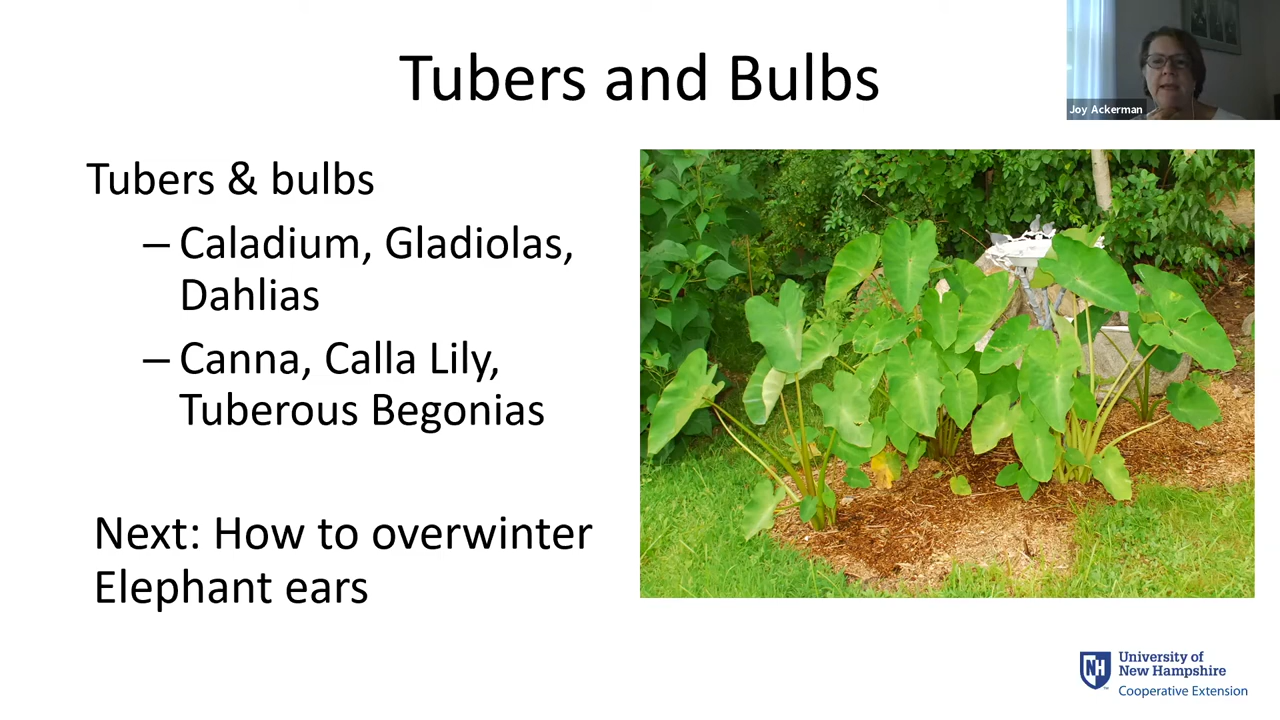 Tubers and Bulbs
Joy Ackerman
Tubers & bulbs
– Caladium, Gladiolas,
Dahlias
– Canna, Calla Lily,
Tuberous Begonias
Next: How to overwinter
Elephant ears
NH
University of
New Hampshire
Cooperative Extension